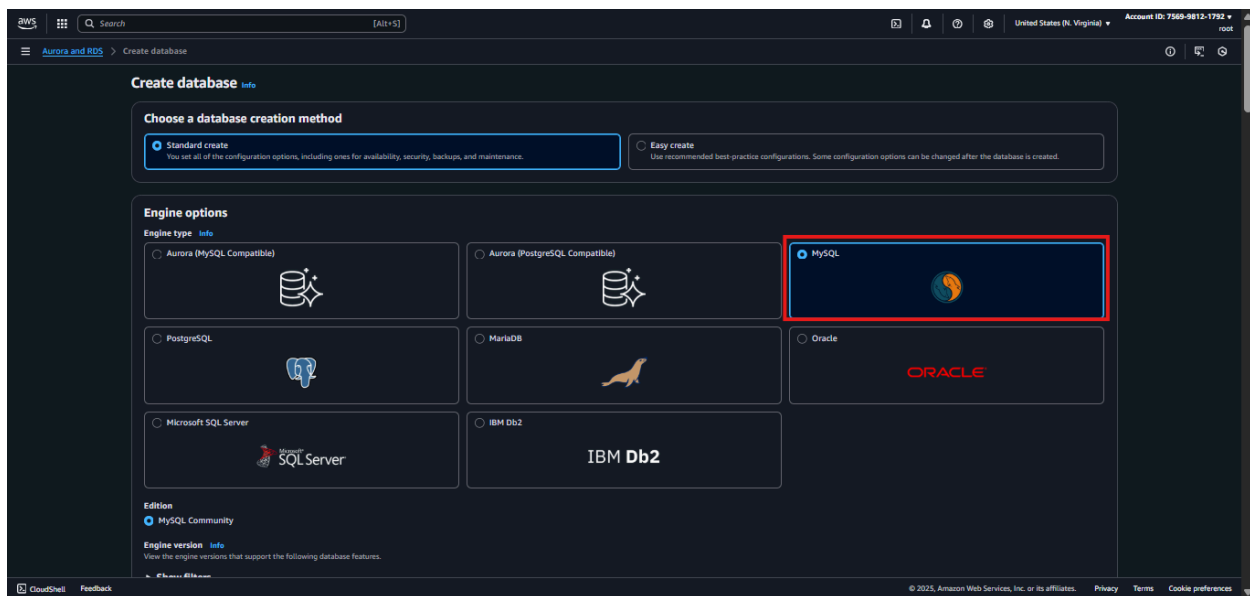 aws
Search
[Alt+S]
United States (N. Virginia)
Account ID: 7569-9812-1792
root
Aurora and RDS > Create database
Create database Info
Choose a database creation method
Standard create
You set all of the configuration options, including ones for availability, security, backups, and maintenance.
Easy create
Use recommended best-practice configurations. Some configuration options can be changed after the database is created.
Engine options
Engine type Info
Aurora (MySQL Compatible)
Aurora (PostgreSQL Compatible)
MySQL
PostgreSQL
MariaDB
Oracle
ORACLE
Microsoft SQL Server
Microsoft
SQL Server
IBM Db2
IBM Db2
Edition
MySQL Community
Engine version Info
View the engine versions that support the following database features.
Show filters
CloudShell Feedback
© 2025, Amazon Web Services, Inc. or its affiliates. Privacy Terms Cookie preferences